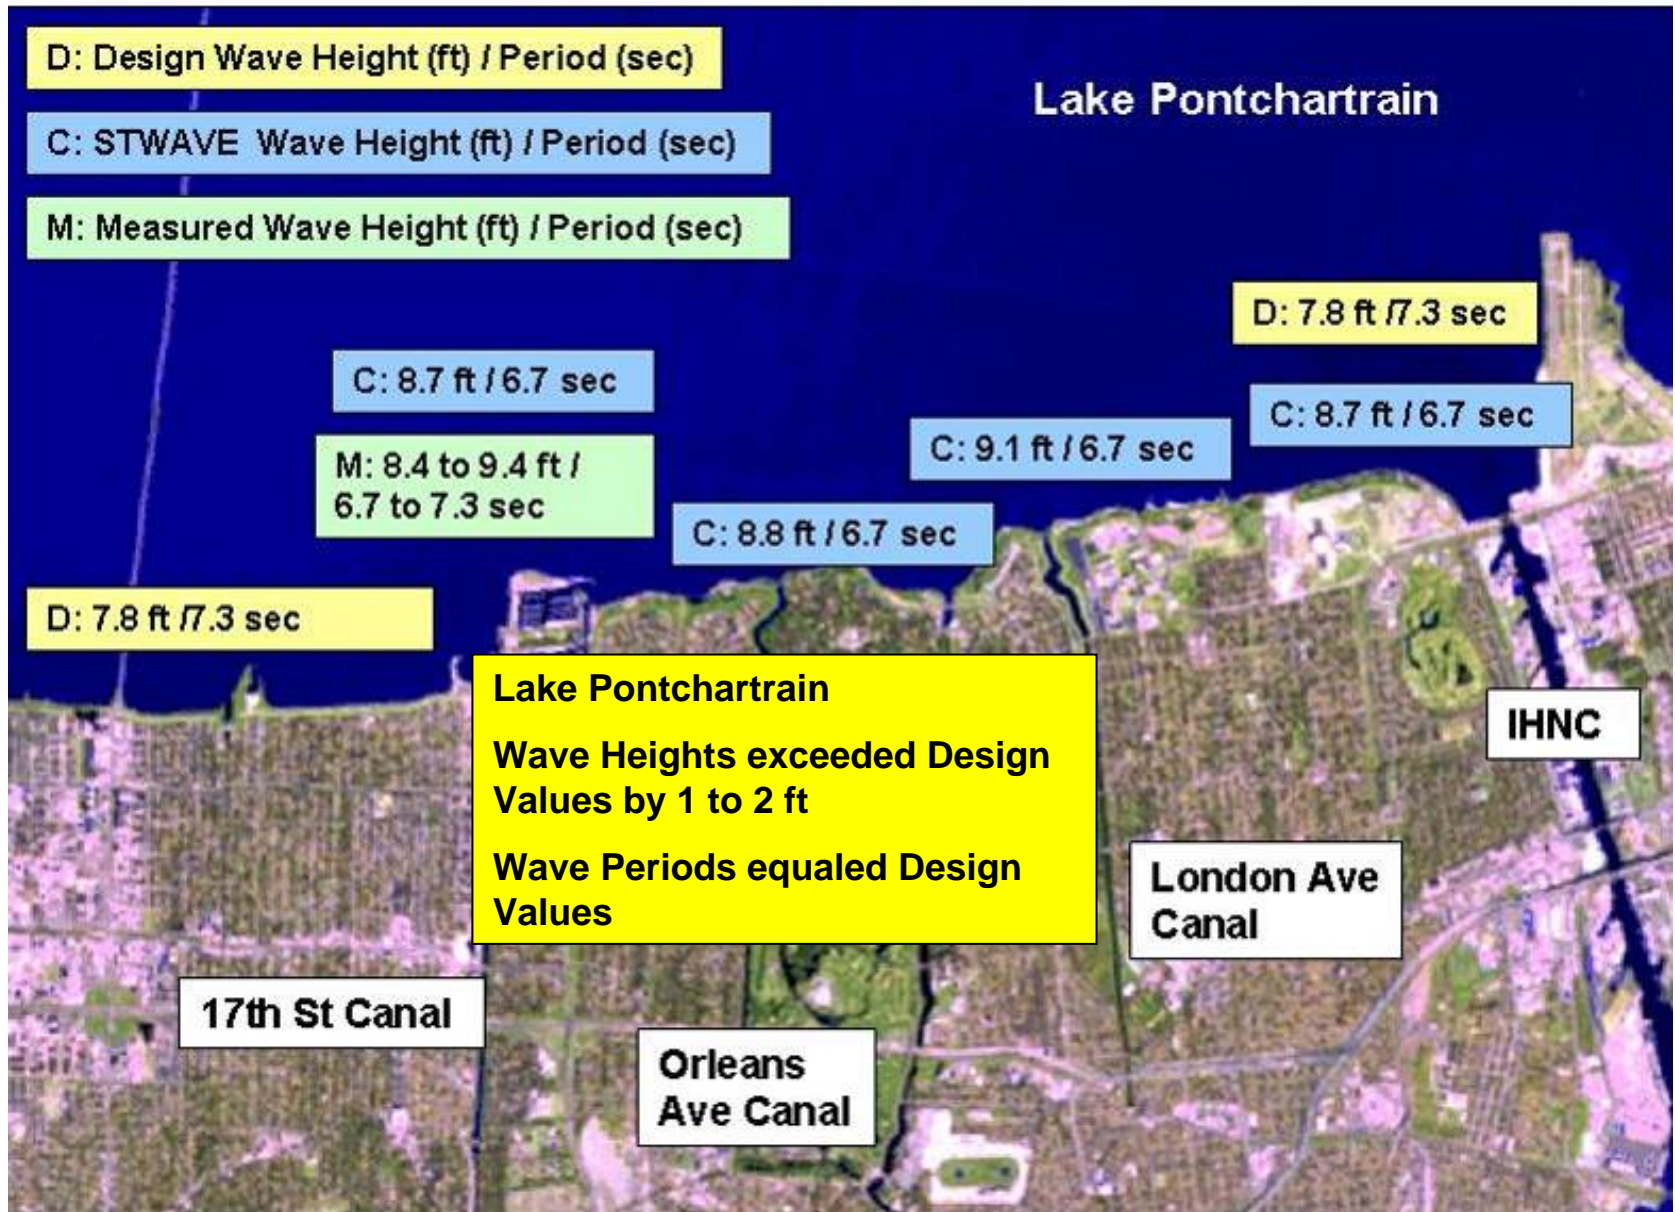 D: Design Wave Height (ft) / Period (sec)
C: STWAVE  Wave Height (ft) / Period (sec)
M: Measured Wave Height (ft) / Period (sec)
Lake Pontchartrain
D: 7.8 ft /7.3 sec
C: 8.7 ft / 6.7 sec
C: 8.7 ft / 6.7 sec
C: 9.1 ft / 6.7 sec
M: 8.4 to 9.4 ft /
6.7 to 7.3 sec
C: 8.8 ft / 6.7 sec
D: 7.8 ft /7.3 sec
Lake Pontchartrain
Wave Heights exceeded Design
Values by 1 to 2 ft
Wave Periods equaled Design
Values
IHNC
London Ave
Canal
17th St Canal
Orleans
Ave Canal